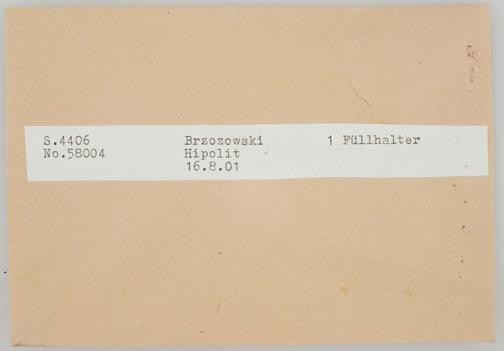 S.4406 Brzozowski 1 Füllhalter
No.58004 Hipolit
16.8.01